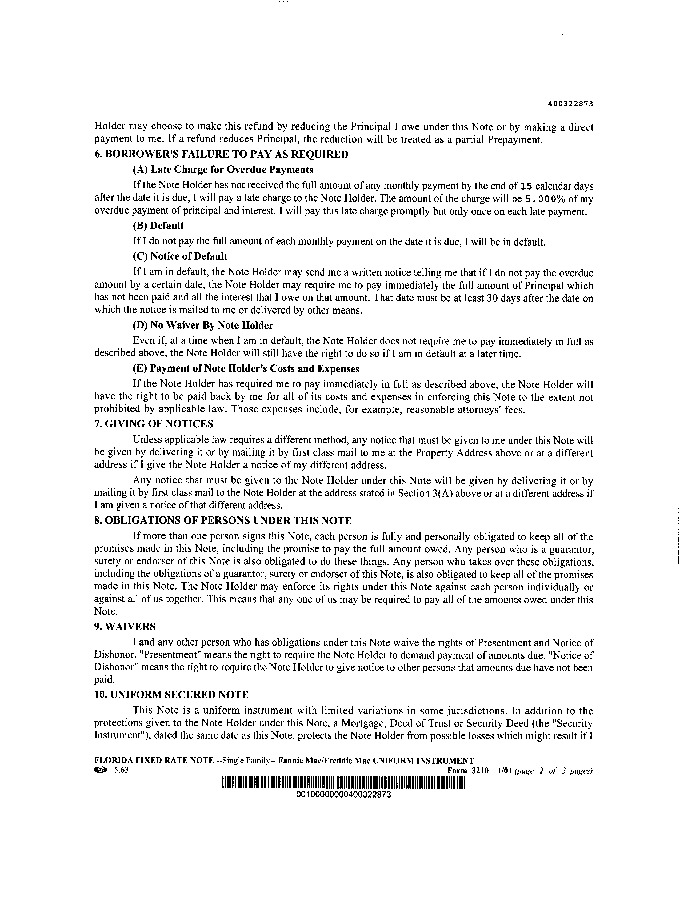 400322873
Holder may choose to make this refund by reducing the Principal I owe under this Note or by making a direct
payment to me. If a refund reduces Principal, the reduction will be treated as a partial Prepayment.
6. BORROWER'S FAILURE TO PAY AS REQUIRED
(A) Late Charge for Overdue Payments
If the Note Holder has not received the full amount of any monthly payment by the end of 15 calendar days
after the date it is due, I will pay a late charge to the Note Holder. The amount of the charge will be 5.000% of my
overdue payment of principal and interest. I will pay this late charge promptly but only once on each late payment.
(B) Default
If I do not pay the full amount of each monthly payment on the date it is due, I will be in default.
(C) Notice of Default
If I am in default, the Note Holder may send me a written notice telling me that if I do not pay the overdue
amount by a certain date, the Note Holder may require me to pay immediately the full amount of Principal which
has not been paid and all the interest that I owe on that amount. That date must be at least 30 days after the date on
which the notice is mailed to me or delivered by other means.
(D) No Waiver By Note Holder
Even if, at a time when I am in default, the Note Holder does not require me to pay immediately in full as
described above, the Note Holder will still have the right to do so if I am in default at a later time.
(E) Payment of Note Holder's Costs and Expenses
If the Note Holder has required me to pay immediately in full as described above, the Note Holder will
have the right to be paid back by me for all of its costs and expenses in enforcing this Note to the extent not
prohibited by applicable law. Those expenses include, for example, reasonable attorneys' fees.
7. GIVING OF NOTICES
Unless applicable law requires a different method, any notice that must be given to me under this Note will
be given by delivering it or by mailing it by first class mail to me at the Property Address above or at a different
address if I give the Note Holder a notice of my different address.
Any notice that must be given to the Note Holder under this Note will be given by delivering it or by
mailing it by first class mail to the Note Holder at the address stated in Section 3(A) above or at a different address if
I am given a notice of that different address.
8. OBLIGATIONS OF PERSONS UNDER THIS NOTE
If more than one person signs this Note, each person is fully and personally obligated to keep all of the
promises made in this Note, including the promise to pay the full amount owed. Any person who is a guarantor,
surety or endorser of this Note is also obligated to do these things. Any person who takes over these obligations,
including the obligations of a guarantor, surety or endorser of this Note, is also obligated to keep all of the promises
made in this Note. The Note Holder may enforce its rights under this Note against each person individually or
against all of us together. This means that any one of us may be required to pay all of the amounts owed under this
Note.
9. WAIVERS
I and any other person who has obligations under this Note waive the rights of Presentment and Notice of
Dishonor. "Presentment" means the right to require the Note Holder to demand payment of amounts due. "Notice of
Dishonor" means the right to require the Note Holder to give notice to other persons that amounts due have not been
paid.
10. UNIFORM SECURED NOTE
This Note is a uniform instrument with limited variations in some jurisdictions. In addition to the
protections given to the Note Holder under this Note, a Mortgage, Deed of Trust or Security Deed (the "Security
Instrument"), dated the same date as this Note, protects the Note Holder from possible losses which might result if I
FLORIDA FIXED RATE NOTE --Single Family-- Fannie Mae/Freddie Mac UNIFORM INSTRUMENT
5.63 Form 3210 1/01 (page 2 of 3 pages)